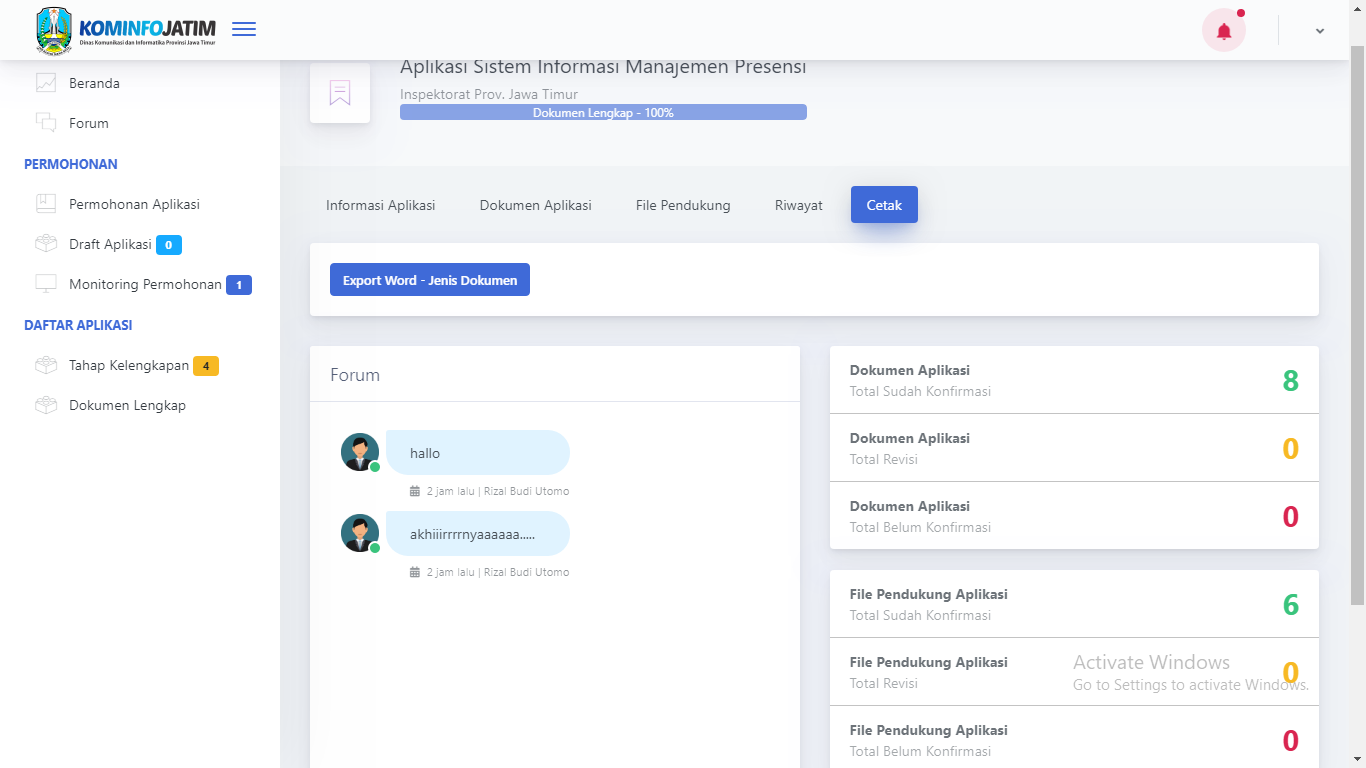 KOMINFOJATIM
Dinas Komunikasi dan Informatika Provinsi Jawa Timur
Beranda
Forum
PERMOHONAN
Permohonan Aplikasi
Draft Aplikasi 0
Monitoring Permohonan 1
DAFTAR APLIKASI
Tahap Kelengkapan 4
Dokumen Lengkap
Aplikasi Sistem Informasi Manajemen Presensi
Inspektorat Prov. Jawa Timur
Dokumen Lengkap - 100%
Informasi Aplikasi Dokumen Aplikasi File Pendukung Riwayat Cetak
Export Word - Jenis Dokumen
Forum
hallo
2 jam lalu | Rizal Budi Utomo
akhiiirrrrnyaaaaaa.....
2 jam lalu | Rizal Budi Utomo
Dokumen Aplikasi
Total Sudah Konfirmasi
8
Dokumen Aplikasi
Total Revisi
0
Dokumen Aplikasi
Total Belum Konfirmasi
0
File Pendukung Aplikasi
Total Sudah Konfirmasi
6
File Pendukung Aplikasi
Total Revisi
0
File Pendukung Aplikasi
Total Belum Konfirmasi
0
Activate Windows
Go to Settings to activate Windows.